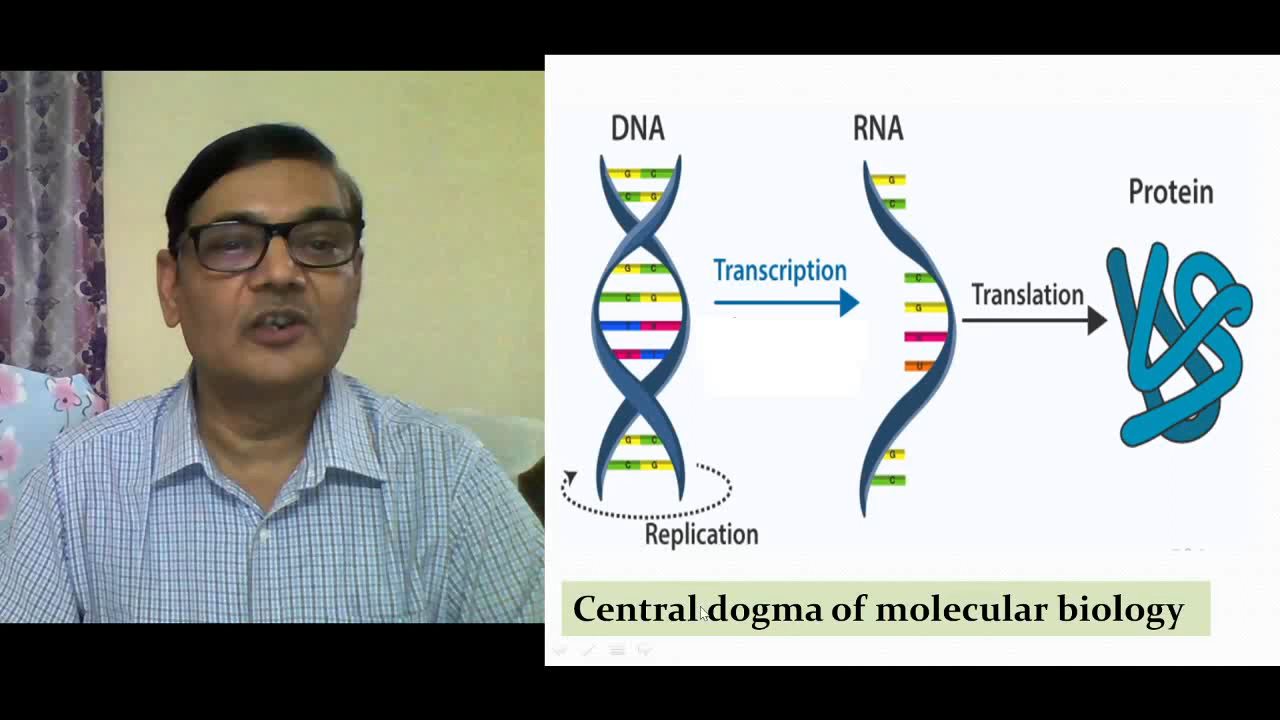 DNA
G C
C G
G C
C G
G C
C G
Replication
Transcription
RNA
G
C
C
G
U
G
C
Translation
Protein
Central dogma of molecular biology